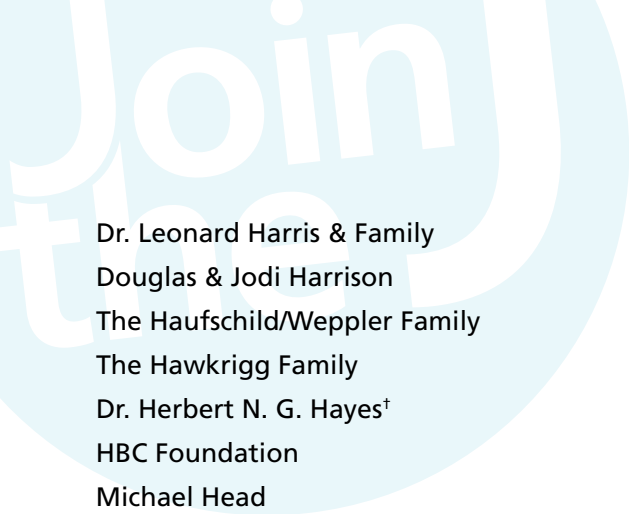 Join
the J
Dr. Leonard Harris & Family
Douglas & Jodi Harrison
The Haufschild/Weppler Family
The Hawkrigg Family
Dr. Herbert N. G. Hayes†
HBC Foundation
Michael Head